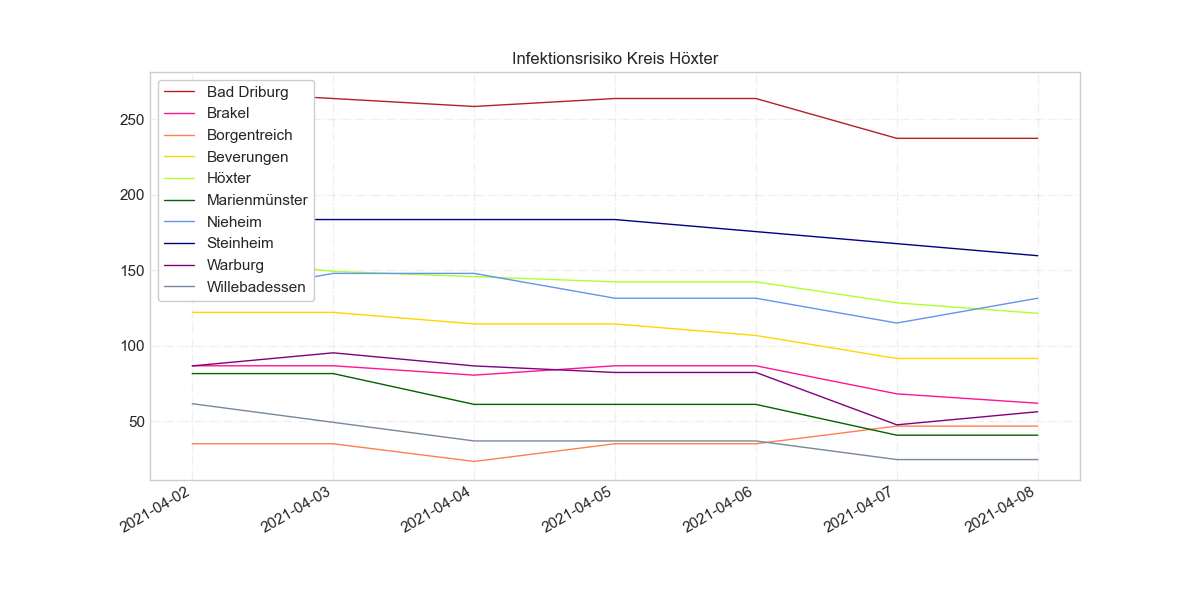 Infektionsrisiko Kreis Höxter
Bad Driburg
Brakel
Borgentreich
Beverungen
Höxter
Marienmünster
Nieheim
Steinheim
Warburg
Willebadessen
250
200
150
100
50
2021-04-02
2021-04-03
2021-04-04
2021-04-05
2021-04-06
2021-04-07
2021-04-08